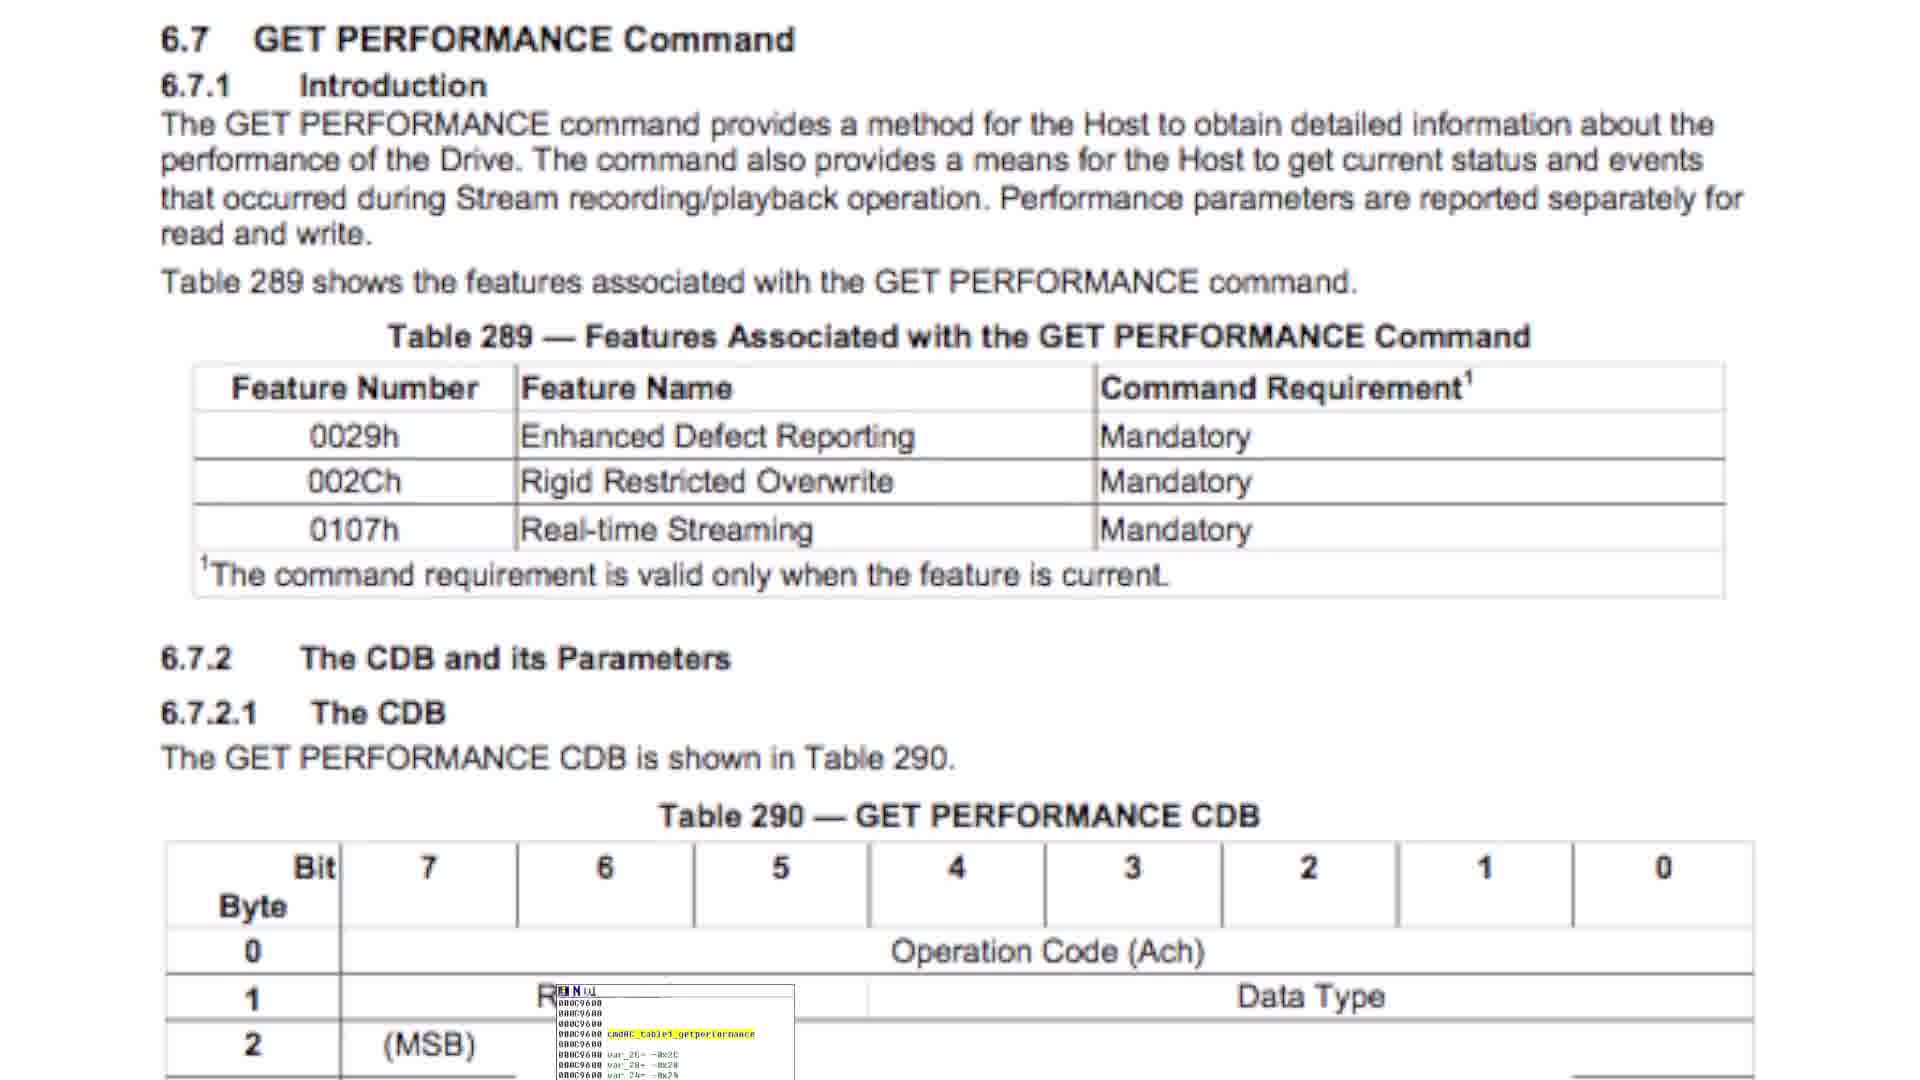 6.7 GET PERFORMANCE Command
6.7.1 Introduction
The GET PERFORMANCE command provides a method for the Host to obtain detailed information about the
performance of the Drive. The command also provides a means for the Host to get current status and events
that occurred during Stream recording/playback operation. Performance parameters are reported separately for
read and write.
Table 289 shows the features associated with the GET PERFORMANCE command.
Table 289 — Features Associated with the GET PERFORMANCE Command
Feature Number Feature Name Command Requirement¹
0029h Enhanced Defect Reporting Mandatory
002Ch Rigid Restricted Overwrite Mandatory
0107h Real-time Streaming Mandatory
¹The command requirement is valid only when the feature is current.
6.7.2 The CDB and its Parameters
6.7.2.1 The CDB
The GET PERFORMANCE CDB is shown in Table 290.
Table 290 — GET PERFORMANCE CDB
Bit 7 6 5 4 3 2 1 0
Byte
0 Operation Code (Ach)
1 R Data Type
2 (MSB)
000C9600
000C9600
000C9600
000C9600 cmdAC_table1_getperformance
000C9600
000C9600 var_2C= -0x2C
000C9600 var_28= -0x28
000C9600 var_24= -0x24